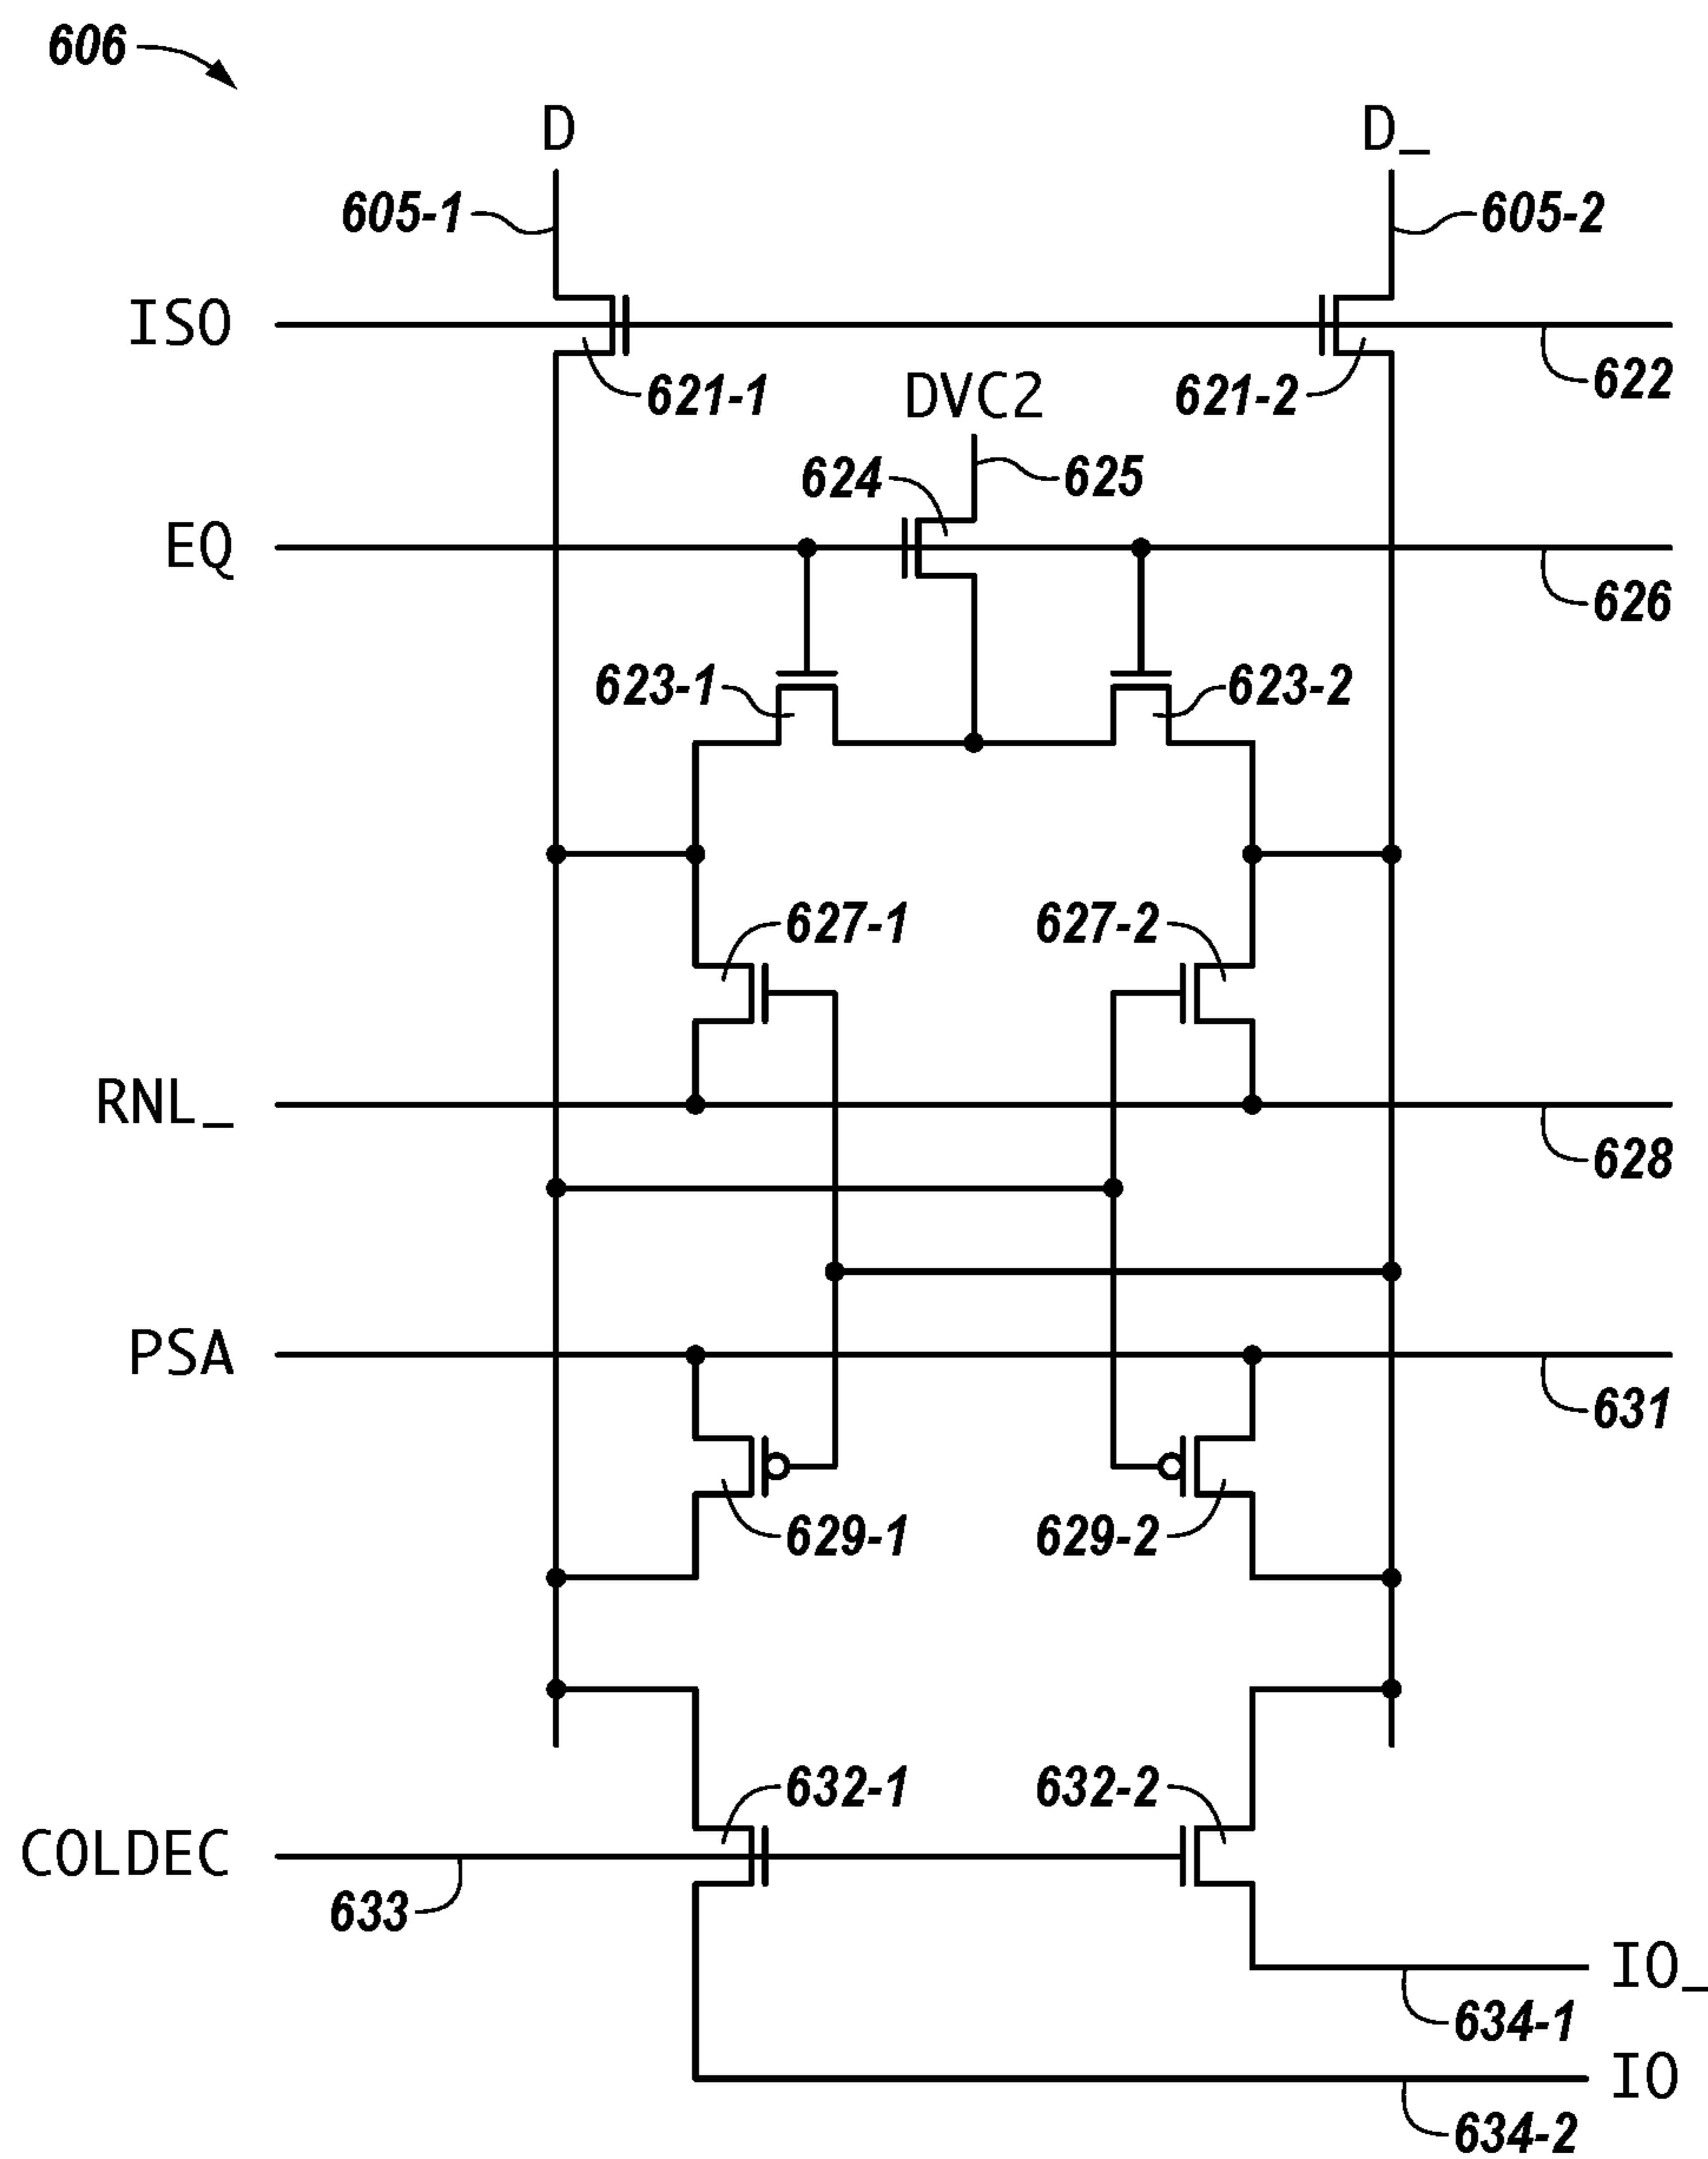 606
D
D_
605-1
605-2
ISO
621-1
DVC2
621-2
622
624
625
EQ
626
623-1
623-2
627-1
627-2
RNL_
628
PSA
631
629-1
629-2
632-1
632-2
COLDEC
633
IO_
634-1
IO
634-2